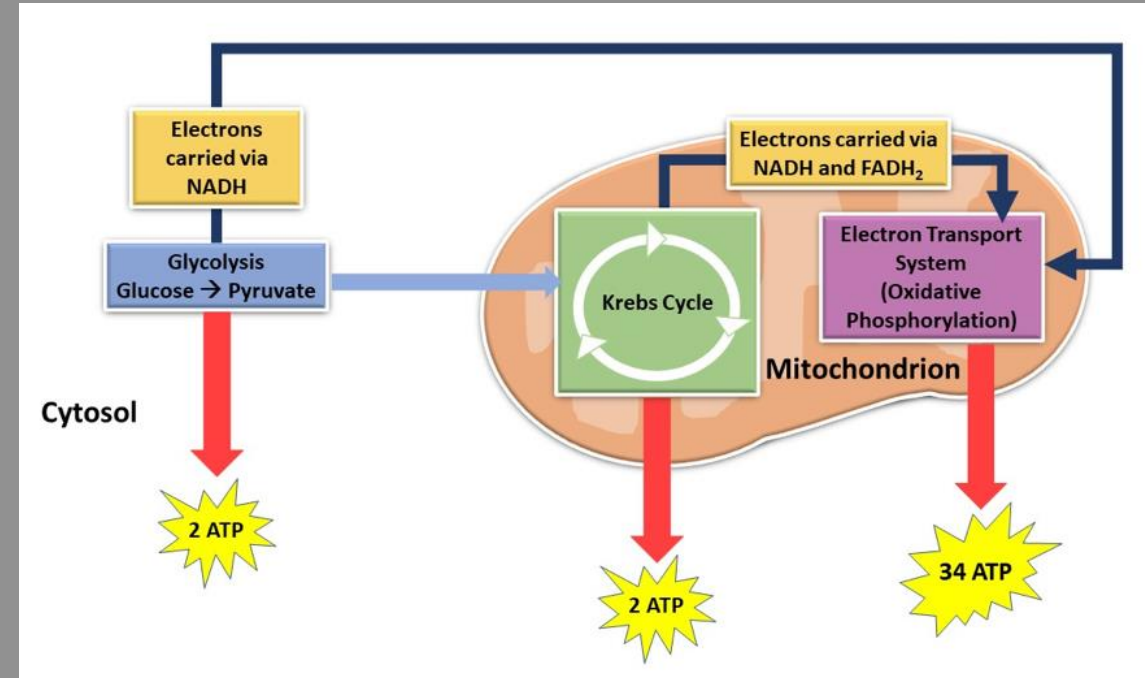 Electrons
carried via
NADH
Glycolysis
Glucose → Pyruvate
Cytosol
2 ATP
Electrons carried via
NADH and FADH₂
Krebs Cycle
Electron Transport
System
(Oxidative
Phosphorylation)
Mitochondrion
2 ATP
34 ATP